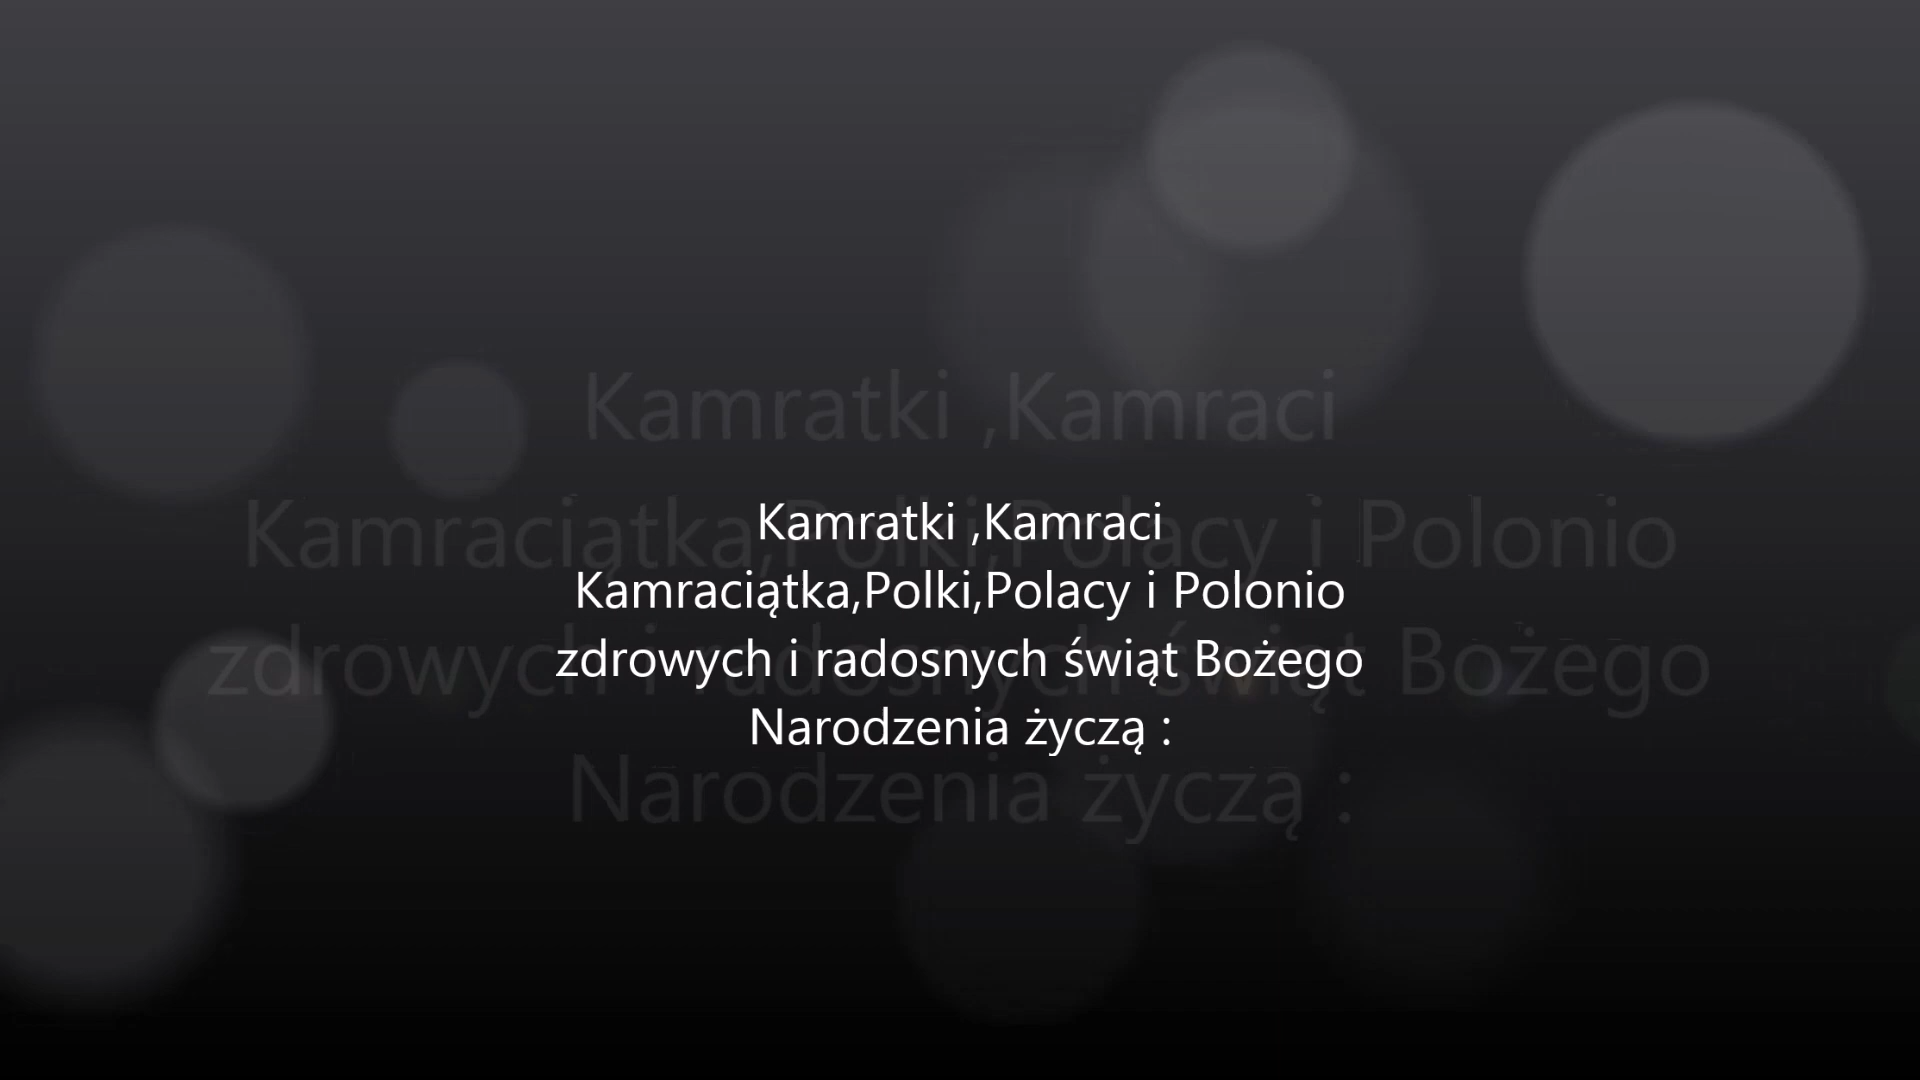 Kamratki ,Kamraci
Kamraciątka,Polki,Polacy i Polonio
zdrowych i radosnych świąt Bożego
Narodzenia życzą :